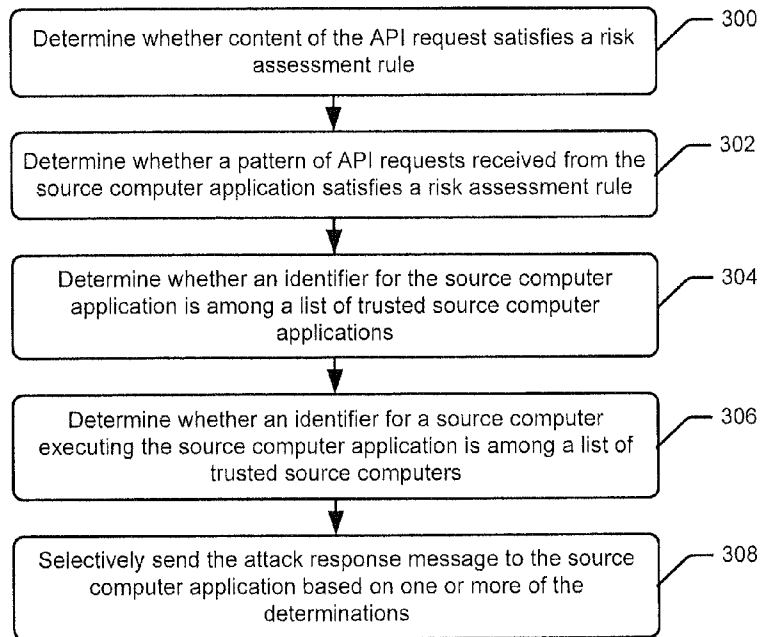 Determine whether content of the API request satisfies a risk
assessment rule
300
Determine whether a pattern of API requests received from the
source computer application satisfies a risk assessment rule
302
Determine whether an identifier for the source computer
application is among a list of trusted source computer
applications
304
Determine whether an identifier for a source computer
executing the source computer application is among a list of
trusted source computers
306
Selectively send the attack response message to the source
computer application based on one or more of the
determinations
308